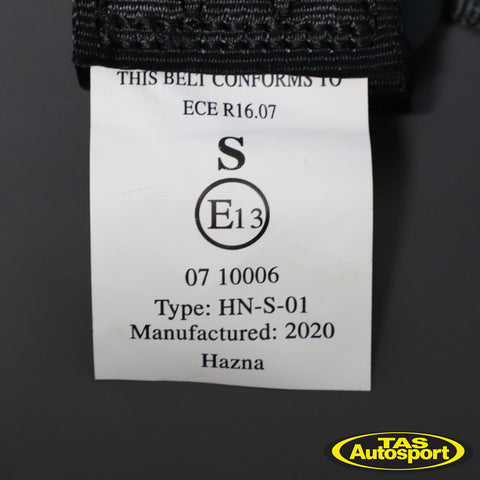 THIS BELT CONFORMS TO
ECE R16.07
S
E13
07 10006
Type: HN-S-01
Manufactured: 2020
Hazna
TAS
Autosport